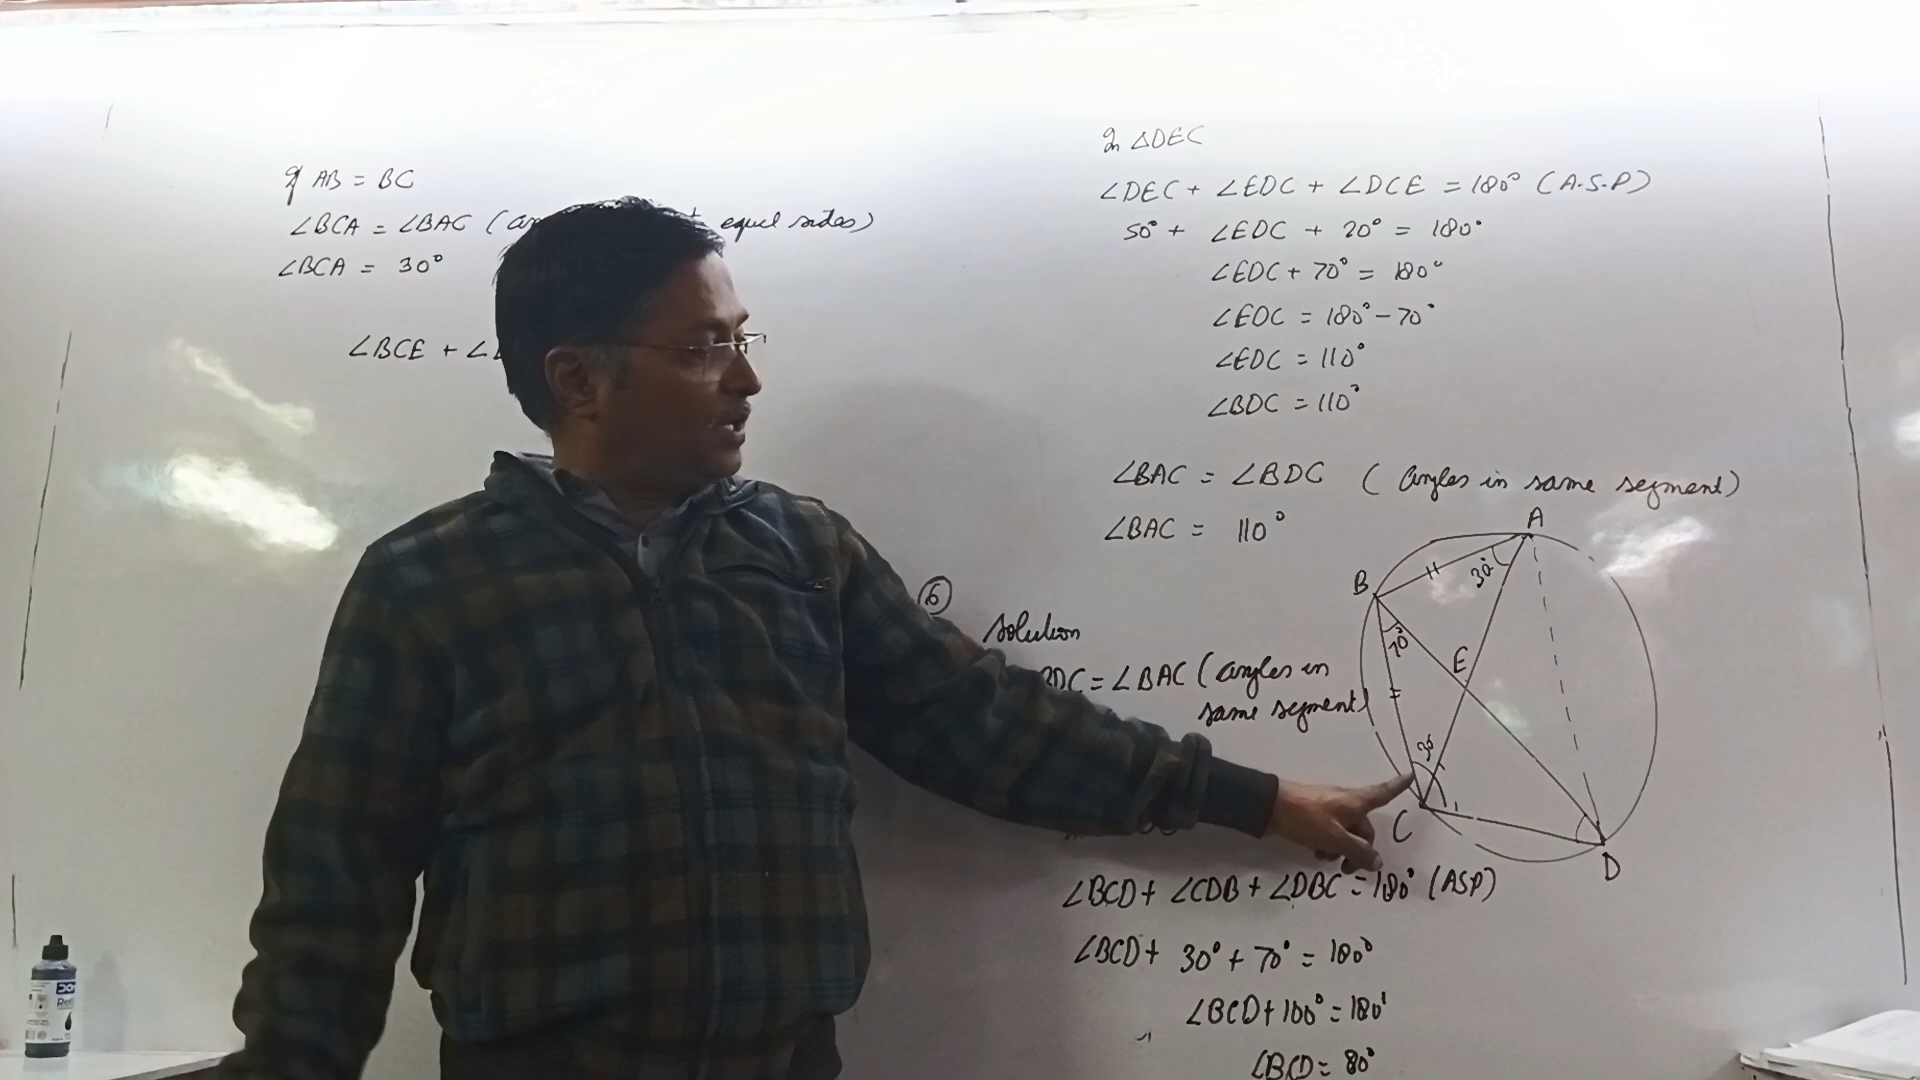 If AB = BC
∠BCA = ∠BAC ( equal sides)
∠BCA = 30°
∠BCE + ∠
In △DEC
∠DEC + ∠EDC + ∠DCE = 180° (A.S.P)
50° + ∠EDC + 20° = 180°
∠EDC + 70° = 180°
∠EDC = 180° - 70°
∠EDC = 110°
∠BDC = 110°
∠BAC = ∠BDC ( Angles in same segment)
∠BAC = 110°
A
B
30°
70°
E
30°
C
D
6
Solution
BDC = ∠BAC (angles in
same segment)
∠BCD + ∠CDB + ∠DBC = 180° (ASP)
∠BCD + 30° + 70° = 180°
∠BCD + 100° = 180°
∠BCD = 80°